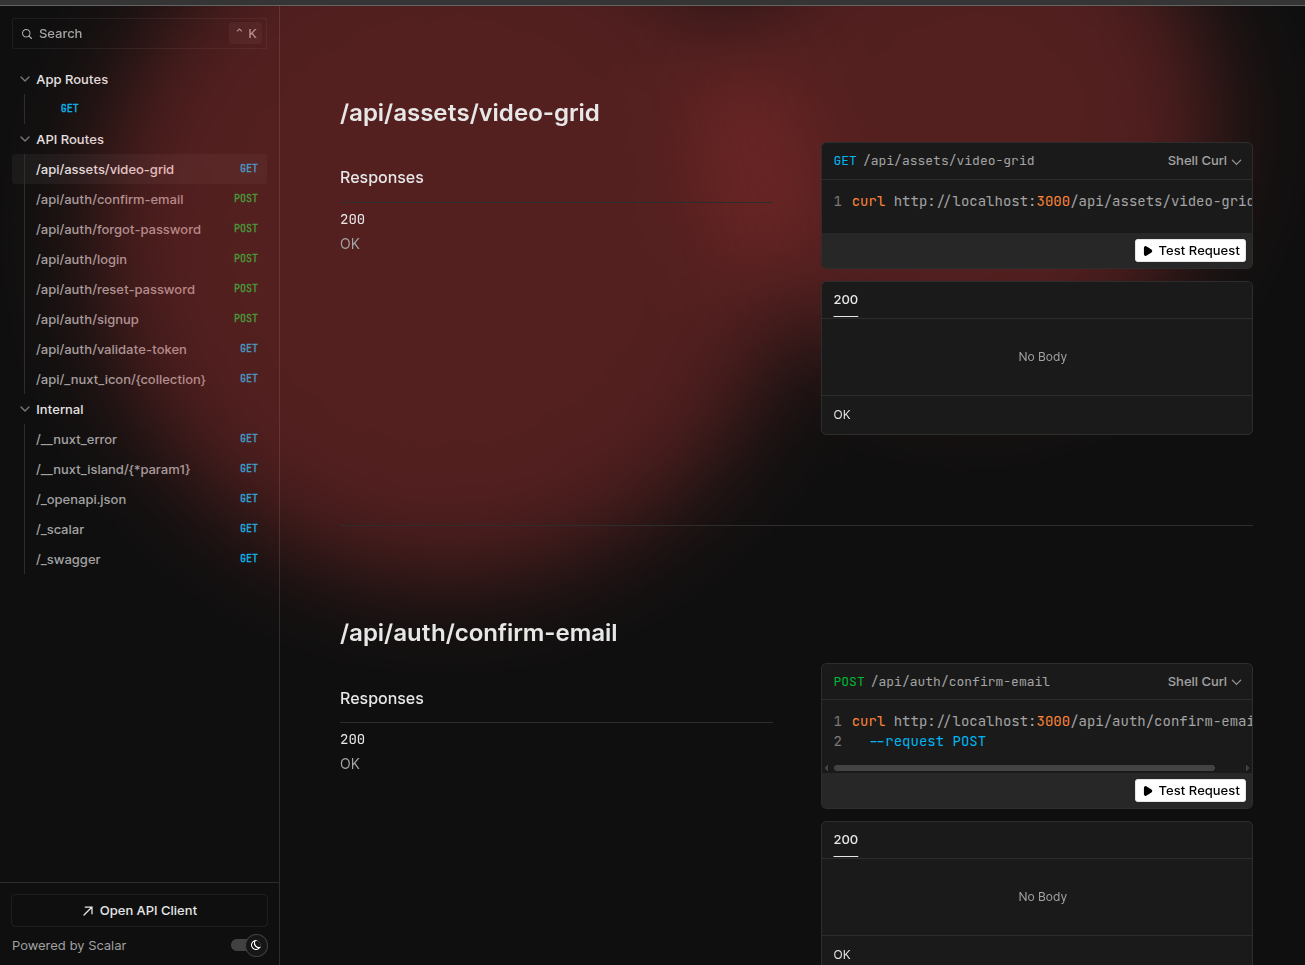 Search
⌃ K
App Routes
GET
API Routes
/api/assets/video-grid GET
/api/auth/confirm-email POST
/api/auth/forgot-password POST
/api/auth/login POST
/api/auth/reset-password POST
/api/auth/signup POST
/api/auth/validate-token GET
/api/_nuxt_icon/{collection} GET
Internal
/__nuxt_error GET
/__nuxt_island/{*param1} GET
/_openapi.json GET
/_scalar GET
/_swagger GET
Open API Client
Powered by Scalar
/api/assets/video-grid
Responses
200
OK
GET /api/assets/video-grid Shell Curl
1 curl http://localhost:3000/api/assets/video-grid
Test Request
200
No Body
OK
/api/auth/confirm-email
Responses
200
OK
POST /api/auth/confirm-email Shell Curl
1 curl http://localhost:3000/api/auth/confirm-emai
2 --request POST
Test Request
200
No Body
OK